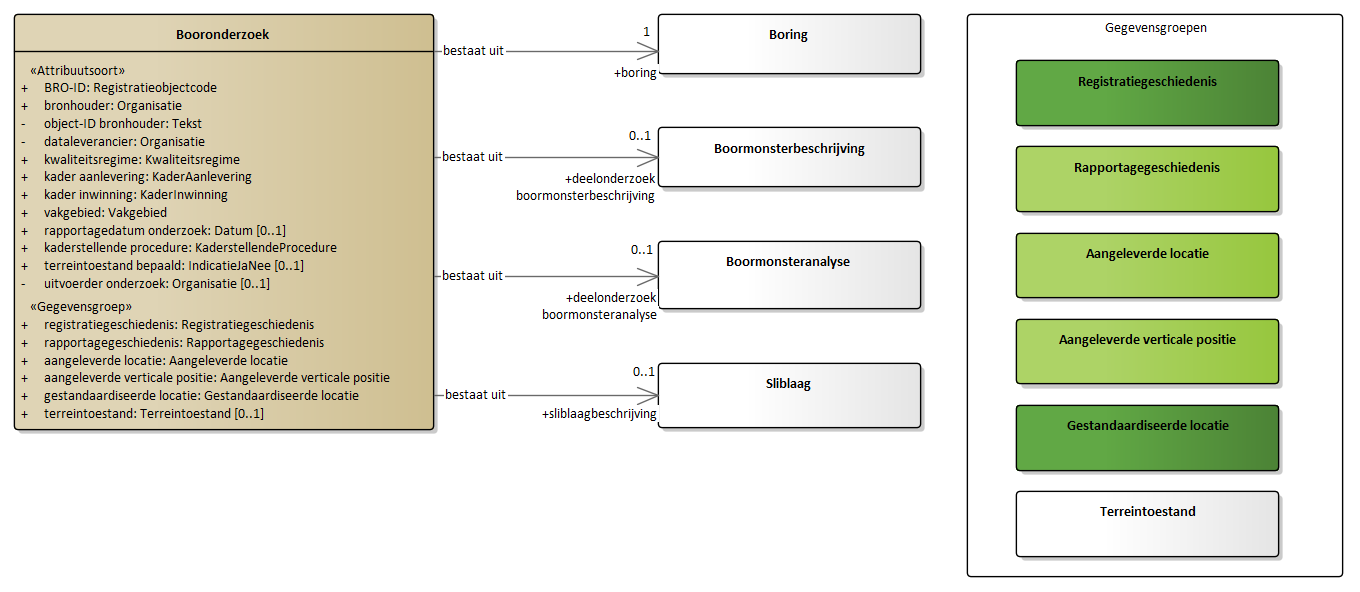 Booronderzoek
«Attribuutsoort»
+ BRO-ID: Registratieobjectcode
+ bronhouder: Organisatie
- object-ID bronhouder: Tekst
- dataleverancier: Organisatie
+ kwaliteitsregime: Kwaliteitsregime
+ kader aanlevering: KaderAanlevering
+ kader inwinning: KaderInwinning
+ vakgebied: Vakgebied
+ rapportagedatum onderzoek: Datum [0..1]
+ kaderstellende procedure: KaderstellendeProcedure
+ terreintoestand bepaald: IndicatieJaNee [0..1]
- uitvoerder onderzoek: Organisatie [0..1]
«Gegevensgroep»
+ registratiegeschiedenis: Registratiegeschiedenis
+ rapportagegeschiedenis: Rapportagegeschiedenis
+ aangeleverde locatie: Aangeleverde locatie
+ aangeleverde verticale positie: Aangeleverde verticale positie
+ gestandaardiseerde locatie: Gestandaardiseerde locatie
+ terreintoestand: Terreintoestand [0..1]
bestaat uit
1
+boring
Boring
bestaat uit
0..1
+deelonderzoek
boormonsterbeschrijving
Boormonsterbeschrijving
bestaat uit
0..1
+deelonderzoek
boormonsteranalyse
Boormonsteranalyse
bestaat uit
0..1
+sliblaagbeschrijving
Sliblaag
Gegevensgroepen
Registratiegeschiedenis
Rapportagegeschiedenis
Aangeleverde locatie
Aangeleverde verticale positie
Gestandaardiseerde locatie
Terreintoestand